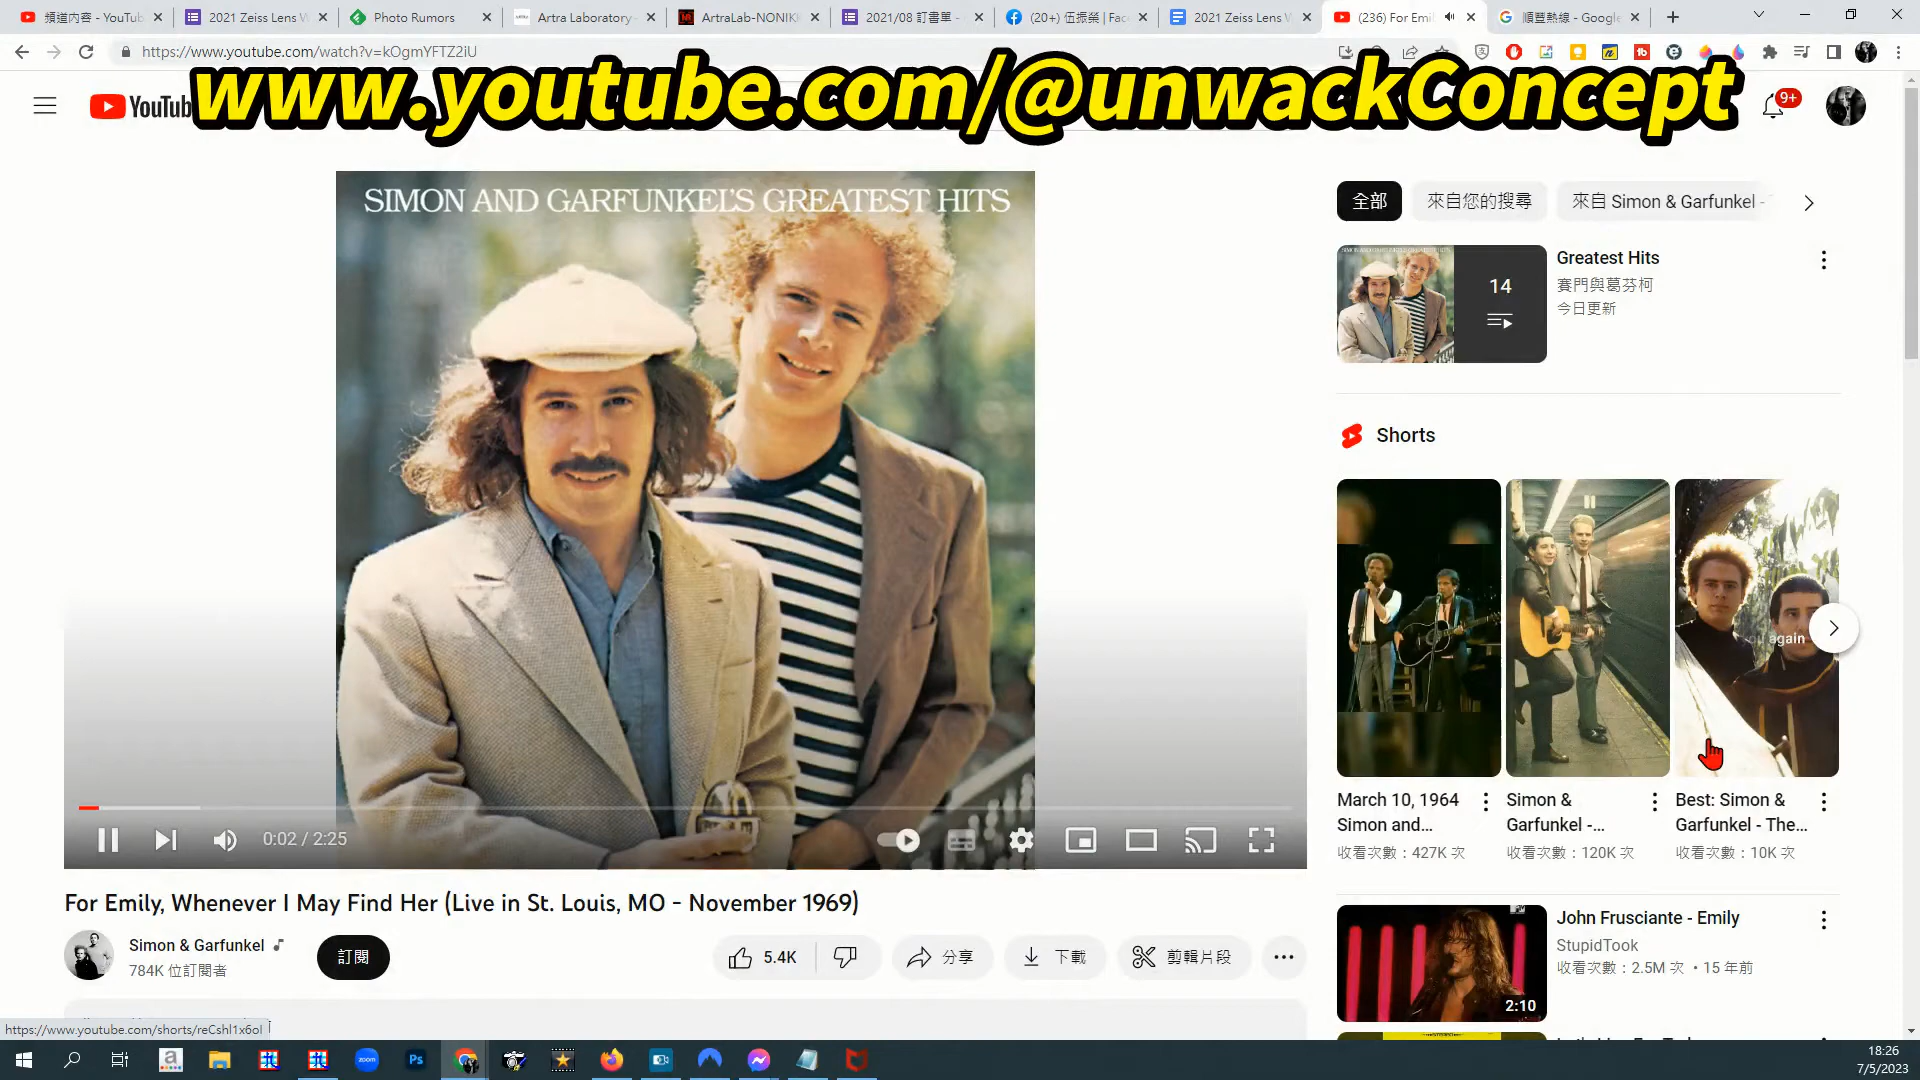 頻道內容 - YouTub
2021 Zeiss Lens W
Photo Rumors
Artra Laboratory
ArtraLab-NONIKI
2021/08 訂書單 -
(20+) 伍振榮 | Fac
2021 Zeiss Lens W
(236) For Emi
順豐熱線 - Google
https://www.youtube.com/watch?v=kOgmYFTZ2iU
www.youtube.com/@unwackConcept
YouTub
9+
SIMON AND GARFUNKEL'S GREATEST HITS
全部
來自您的搜尋
來自 Simon & Garfunkel -
14
Greatest Hits
賽門與葛芬柯
今日更新
Shorts
again
March 10, 1964
Simon and...
收看次數：427K 次
Simon &
Garfunkel -...
收看次數：120K 次
Best: Simon &
Garfunkel - The...
收看次數：10K 次
0:02 / 2:25
For Emily, Whenever I May Find Her (Live in St. Louis, MO - November 1969)
Simon & Garfunkel
784K 位訂閱者
訂閱
5.4K
分享
下載
剪輯片段
John Frusciante - Emily
StupidTook
收看次數：2.5M 次 • 15 年前
2:10
https://www.youtube.com/shorts/reCshl1x6oI
zoom
Ps
18:26
7/5/2023